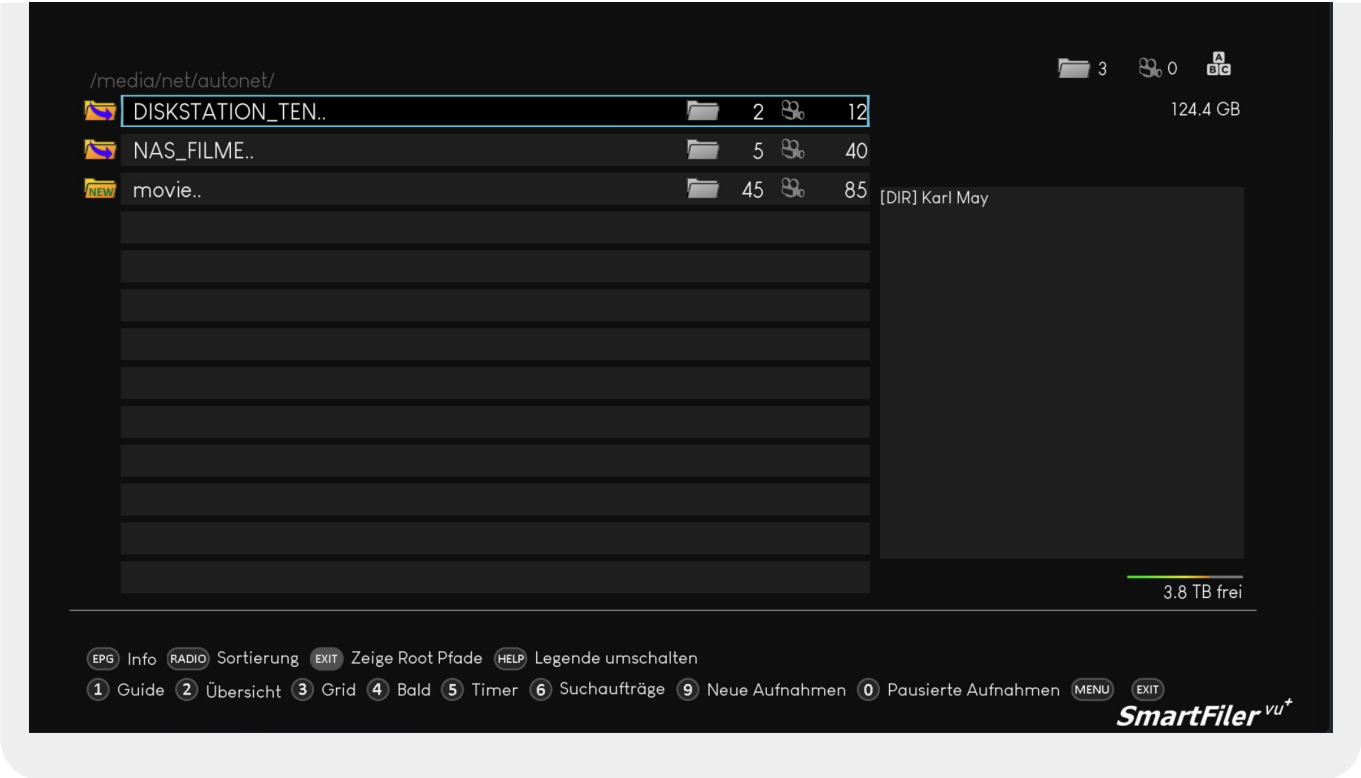 /media/net/autonet/
3 0 A B C
DISKSTATION_TEN.. 2 12
124.4 GB
NAS_FILME.. 5 40
NEW movie.. 45 85
[DIR] Karl May
3.8 TB frei
EPG Info RADIO Sortierung EXIT Zeige Root Pfade HELP Legende umschalten
1 Guide 2 Übersicht 3 Grid 4 Bald 5 Timer 6 Suchaufträge 9 Neue Aufnahmen 0 Pausierte Aufnahmen MENU EXIT
SmartFiler vu+